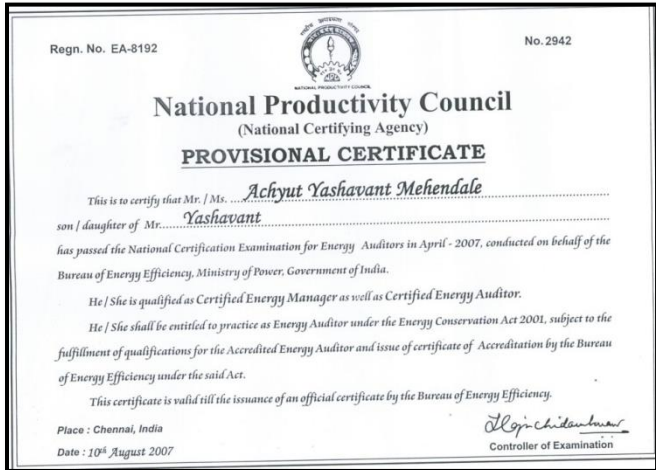 Regn. No. EA-8192
No.2942
NATIONAL PRODUCTIVITY COUNCIL
National Productivity Council
(National Certifying Agency)
PROVISIONAL CERTIFICATE
This is to certify that Mr. / Ms. Achyut Yashavant Mehendale
son / daughter of Mr. Yashavant
has passed the National Certification Examination for Energy Auditors in April - 2007, conducted on behalf of the
Bureau of Energy Efficiency, Ministry of Power, Government of India.
He / She is qualified as Certified Energy Manager as well as Certified Energy Auditor.
He / She shall be entitled to practice as Energy Auditor under the Energy Conservation Act 2001, subject to the
fulfillment of qualifications for the Accredited Energy Auditor and issue of certificate of Accreditation by the Bureau
of Energy Efficiency under the said Act.
This certificate is valid till the issuance of an official certificate by the Bureau of Energy Efficiency.
Place : Chennai, India
Date : 10th August 2007
Controller of Examination